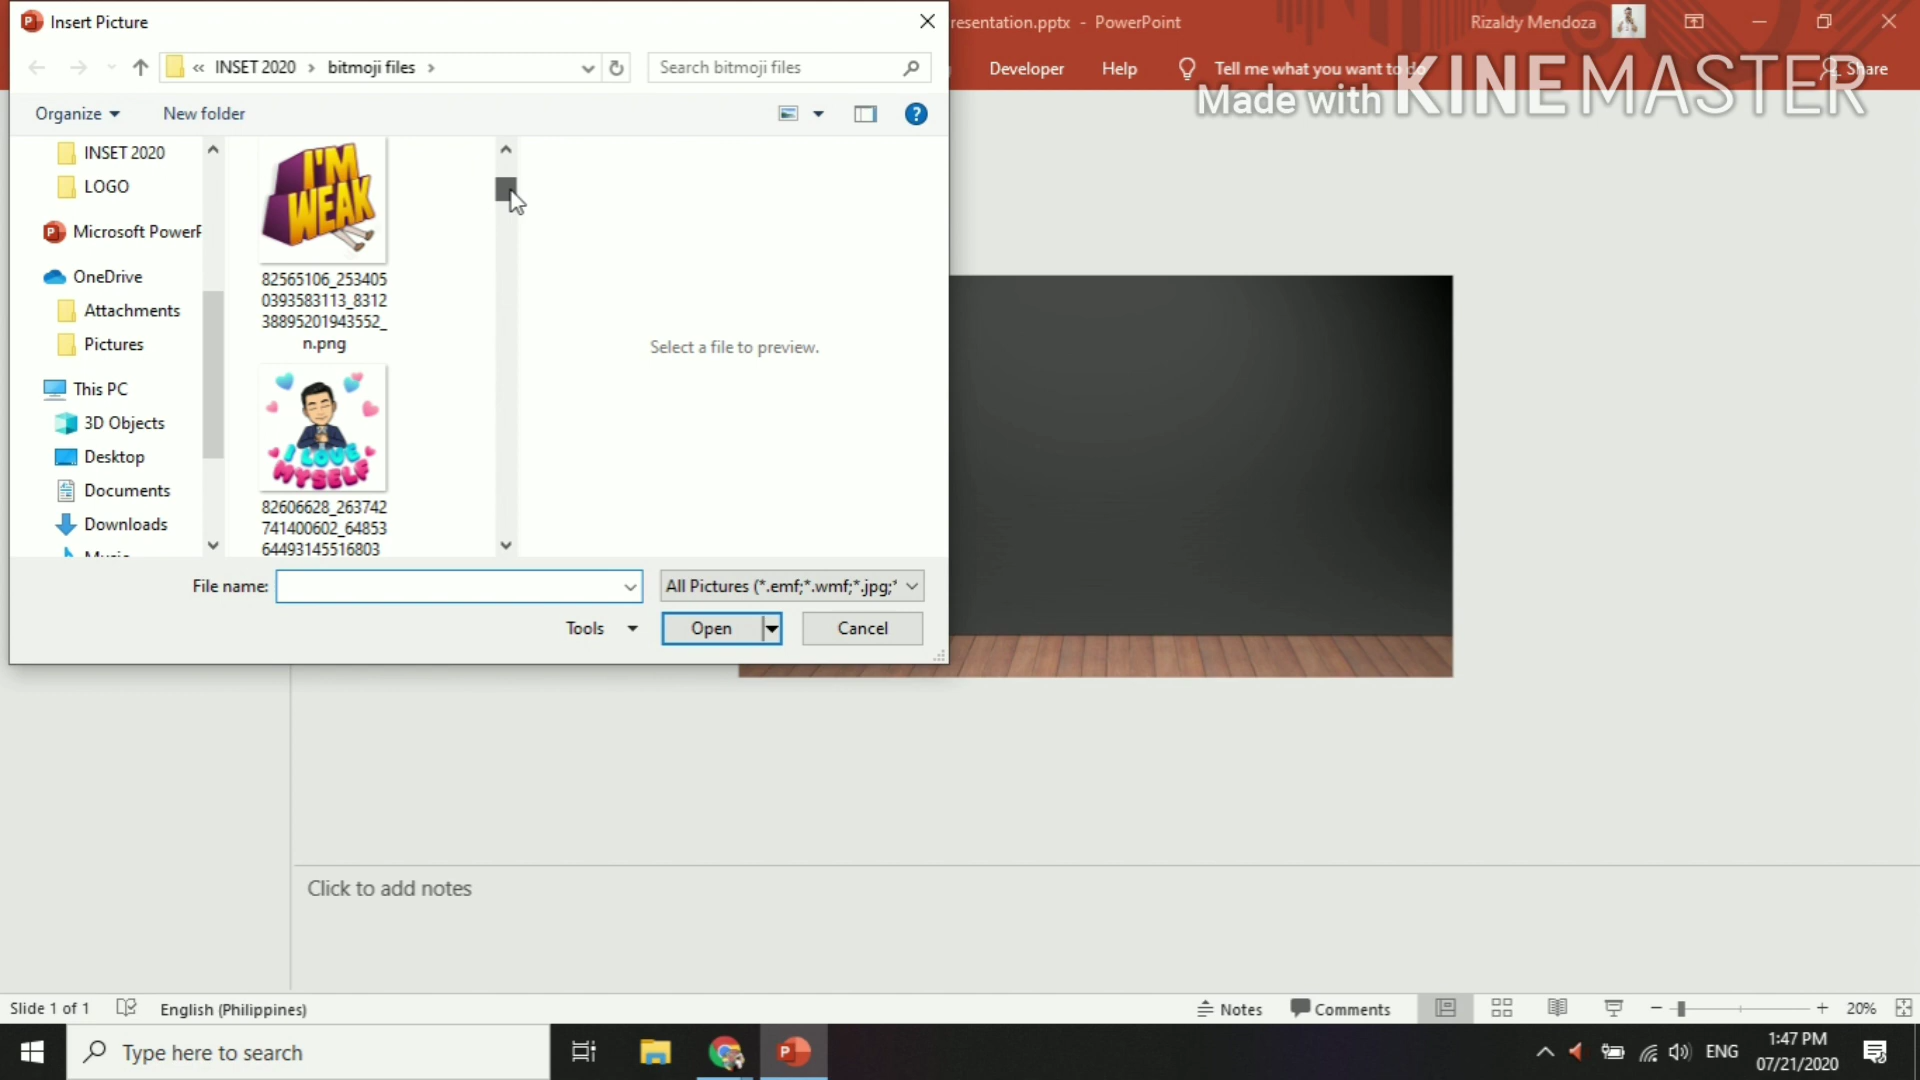 Insert Picture
resentation.pptx - PowerPoint
Rizaldy Mendoza
« INSET 2020 › bitmoji files ›
Search bitmoji files
Developer
Help
Tell me what you want to do
Share
Made with KINEMASTER
Organize
New folder
INSET 2020
LOGO
Microsoft PowerP
OneDrive
Attachments
Pictures
This PC
3D Objects
Desktop
Documents
Downloads
Music
I'M
WEAK
82565106_253405
0393583113_8312
38895201943552_
n.png
I LOVE
MYSELF
82606628_263742
741400602_64853
64493145516803
Select a file to preview.
File name:
All Pictures (*.emf;*.wmf;*.jpg;*
Tools
Open
Cancel
Click to add notes
Slide 1 of 1
English (Philippines)
Notes
Comments
20%
Type here to search
ENG
1:47 PM
07/21/2020